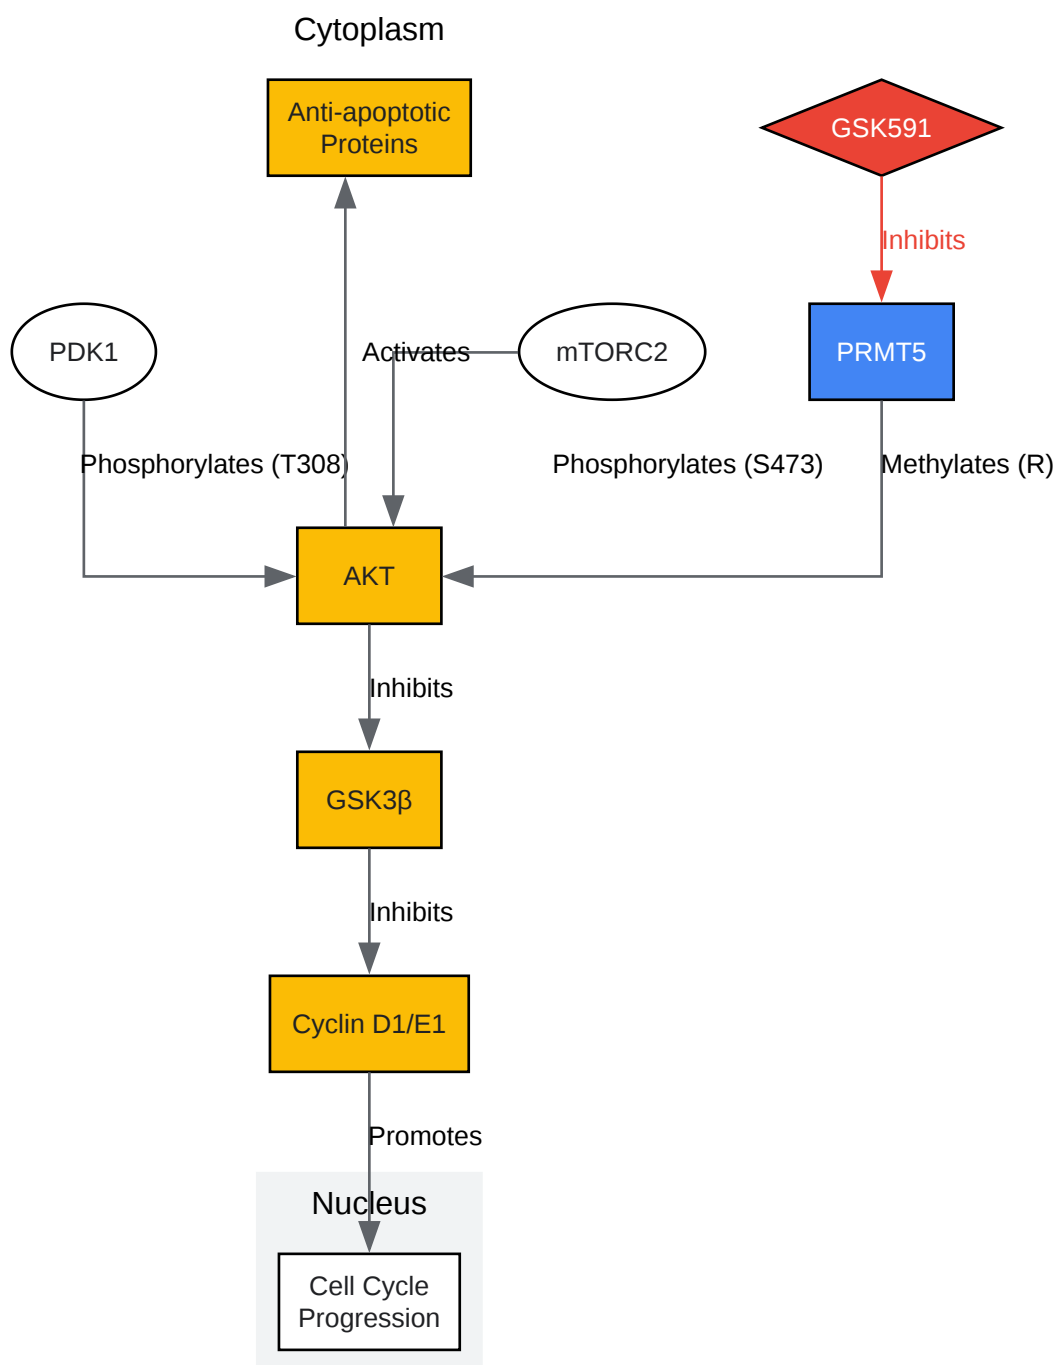 Cytoplasm
Anti-apoptotic
Proteins
GSK591
Inhibits
PDK1
Activates
mTORC2
PRMT5
Phosphorylates (T308)
Phosphorylates (S473)
Methylates (R)
AKT
Inhibits
GSK3β
Inhibits
Cyclin D1/E1
Promotes
Nucleus
Cell Cycle
Progression